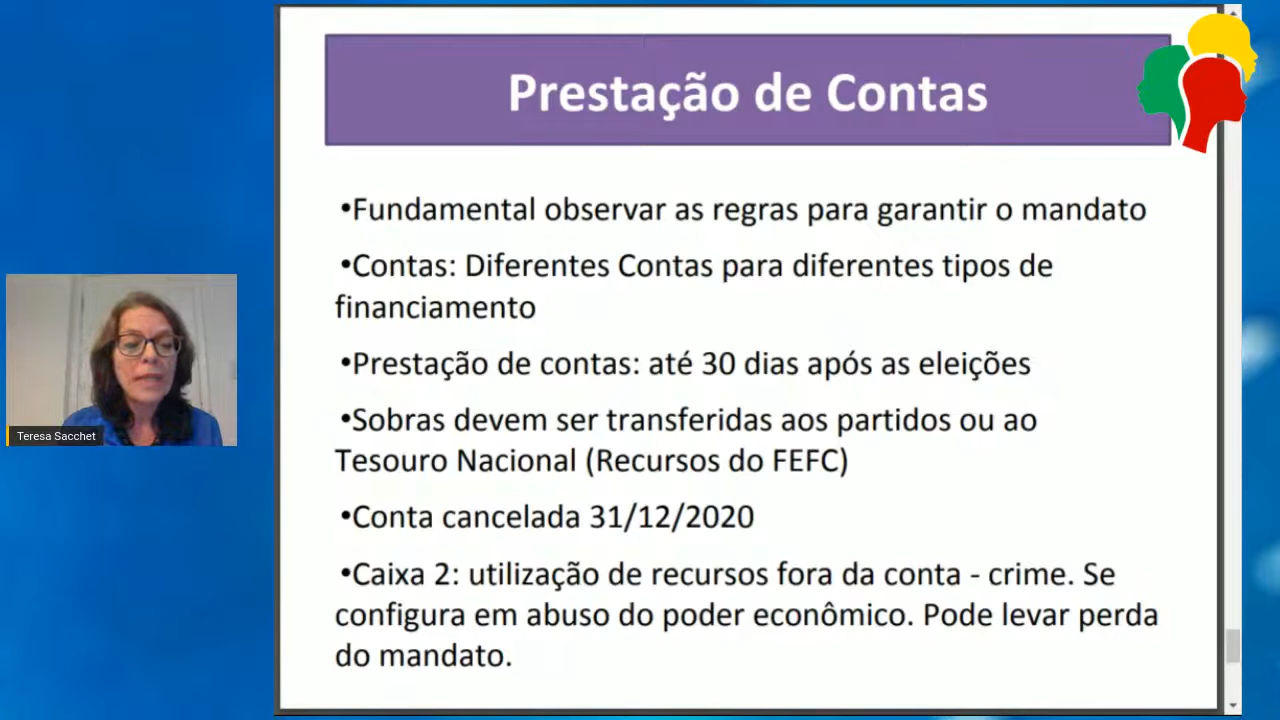 Prestação de Contas
•Fundamental observar as regras para garantir o mandato
•Contas: Diferentes Contas para diferentes tipos de
financiamento
•Prestação de contas: até 30 dias após as eleições
•Sobras devem ser transferidas aos partidos ou ao
Tesouro Nacional (Recursos do FEFC)
•Conta cancelada 31/12/2020
•Caixa 2: utilização de recursos fora da conta - crime. Se
configura em abuso do poder econômico. Pode levar perda
do mandato.
Teresa Sacchet